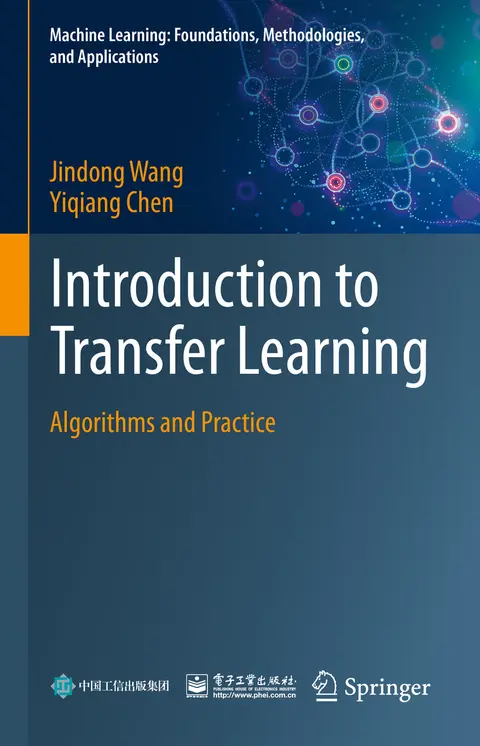 Machine Learning: Foundations, Methodologies,
and Applications
Jindong Wang
Yiqiang Chen
Introduction to
Transfer Learning
Algorithms and Practice
中国工信出版集团
電子工業出版社
PUBLISHING HOUSE OF ELECTRONICS INDUSTRY
http://www.phei.com.cn
Springer